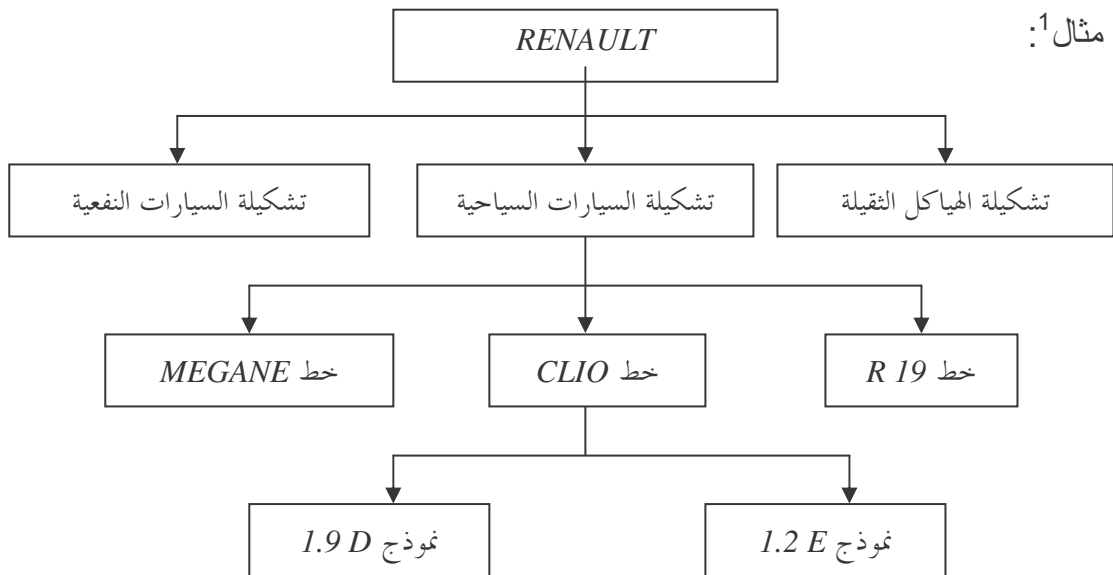 مثال1:
RENAULT
تشكيلة الهياكل الثقيلة
تشكيلة السيارات السياحية
تشكيلة السيارات النفعية
خط R 19
خط CLIO
خط MEGANE
نموذج 1.2 E
نموذج 1.9 D